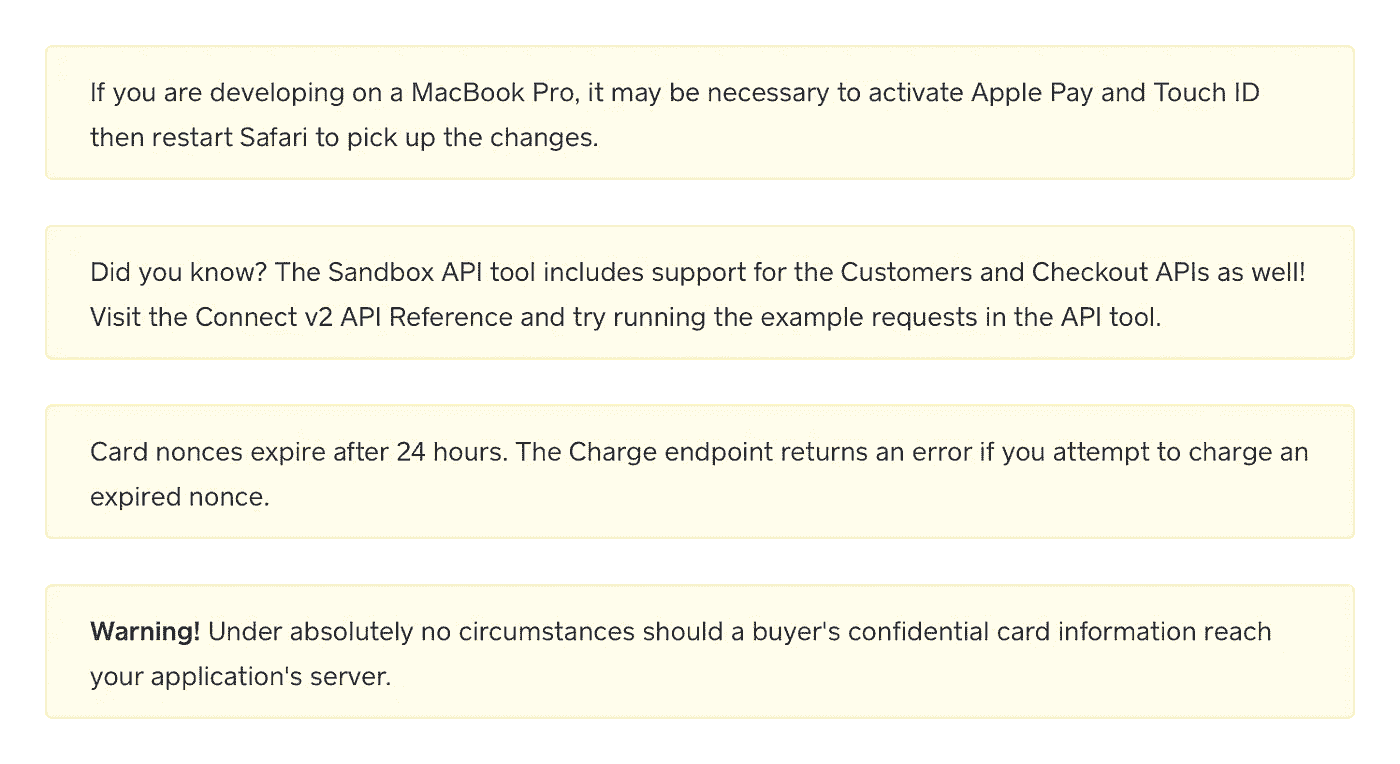 If you are developing on a MacBook Pro, it may be necessary to activate Apple Pay and Touch ID
then restart Safari to pick up the changes.
Did you know? The Sandbox API tool includes support for the Customers and Checkout APIs as well!
Visit the Connect v2 API Reference and try running the example requests in the API tool.
Card nonces expire after 24 hours. The Charge endpoint returns an error if you attempt to charge an
expired nonce.
Warning! Under absolutely no circumstances should a buyer's confidential card information reach
your application's server.